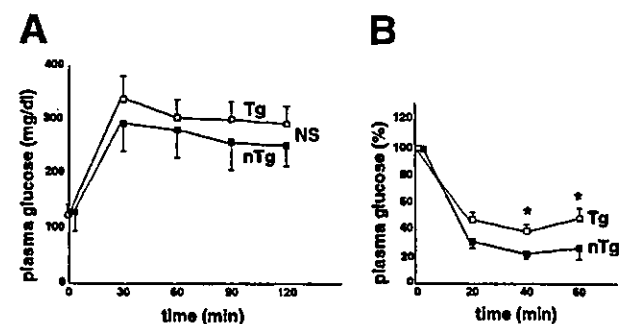 A
plasma glucose (mg/dl)
400
300
200
100
0
Tg
NS
nTg
0 30 60 90 120
time (min)
B
plasma glucose (%)
120
100
80
60
40
20
0
* *
Tg
nTg
0 20 40 60
time (min)